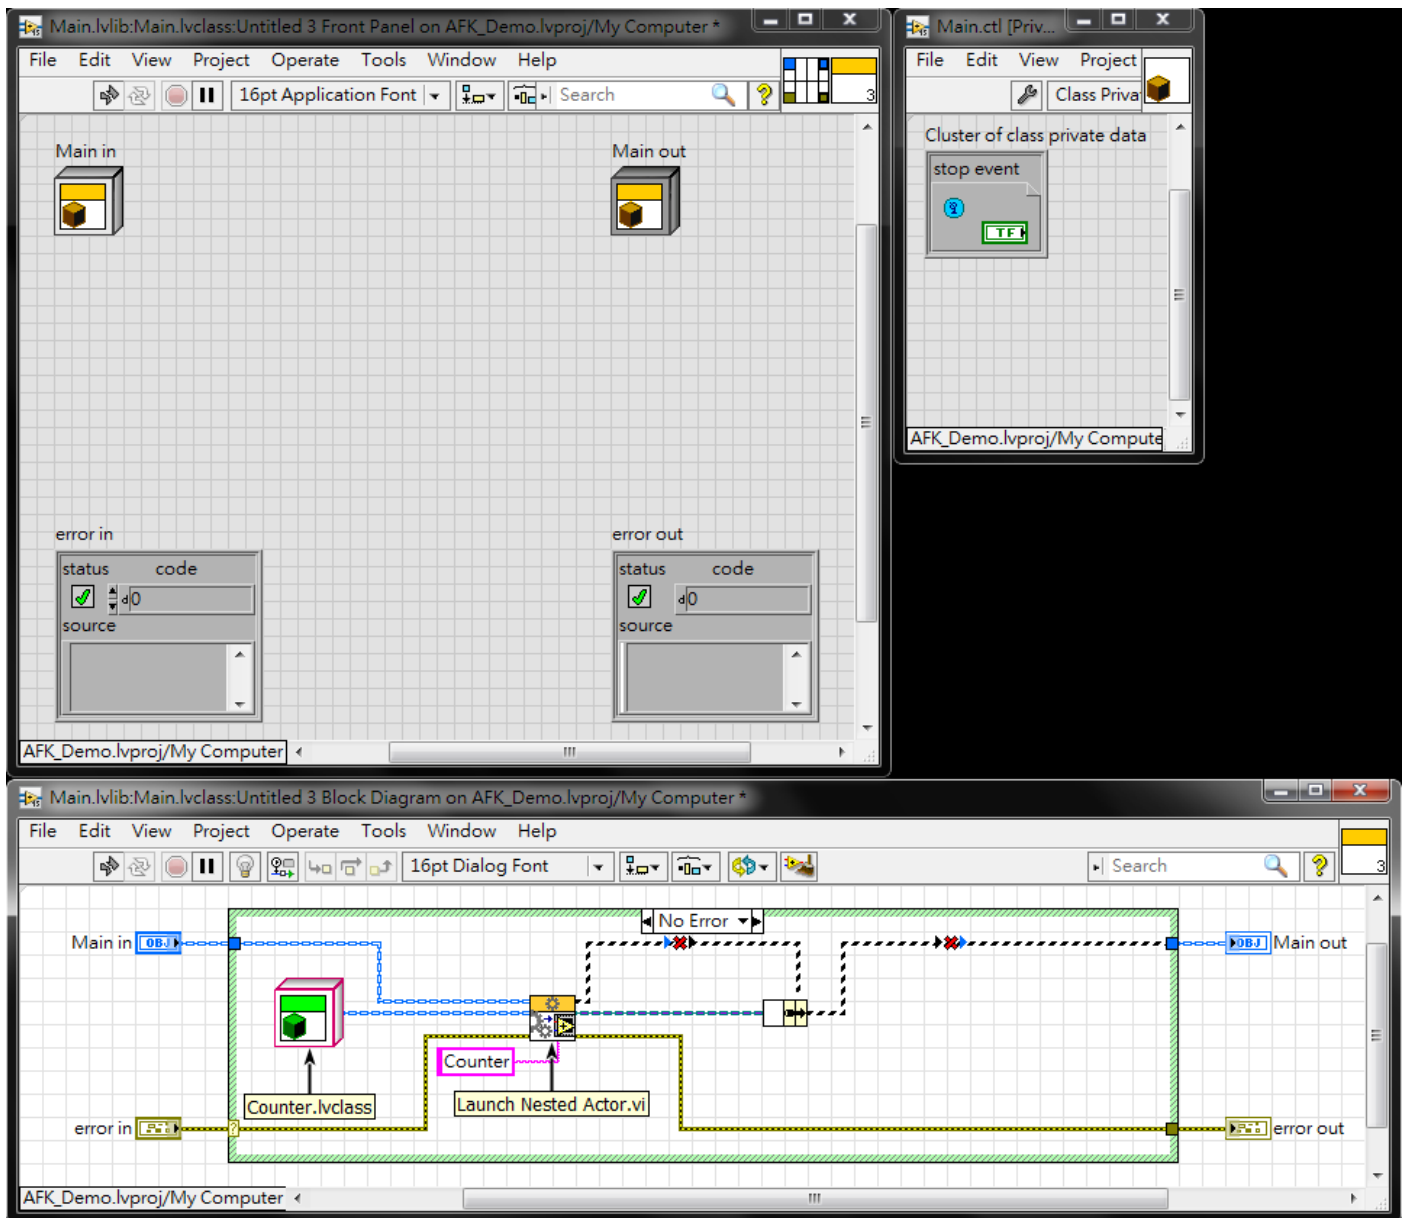 Main.lvlib:Main.lvclass:Untitled 3 Front Panel on AFK_Demo.lvproj/My Computer *
File Edit View Project Operate Tools Window Help
16pt Application Font
Search
3
Main in
Main out
error in
error out
status code
0
source
status code
0
source
AFK_Demo.lvproj/My Computer
Main.ctl [Priv...
File Edit View Project
Class Priva
Cluster of class private data
stop event
TF
AFK_Demo.lvproj/My Compute
Main.lvlib:Main.lvclass:Untitled 3 Block Diagram on AFK_Demo.lvproj/My Computer *
File Edit View Project Operate Tools Window Help
16pt Dialog Font
Search
3
No Error
Main in
OBJ
OBJ
Main out
Counter
Counter.lvclass
Launch Nested Actor.vi
error in
?
error out
AFK_Demo.lvproj/My Computer